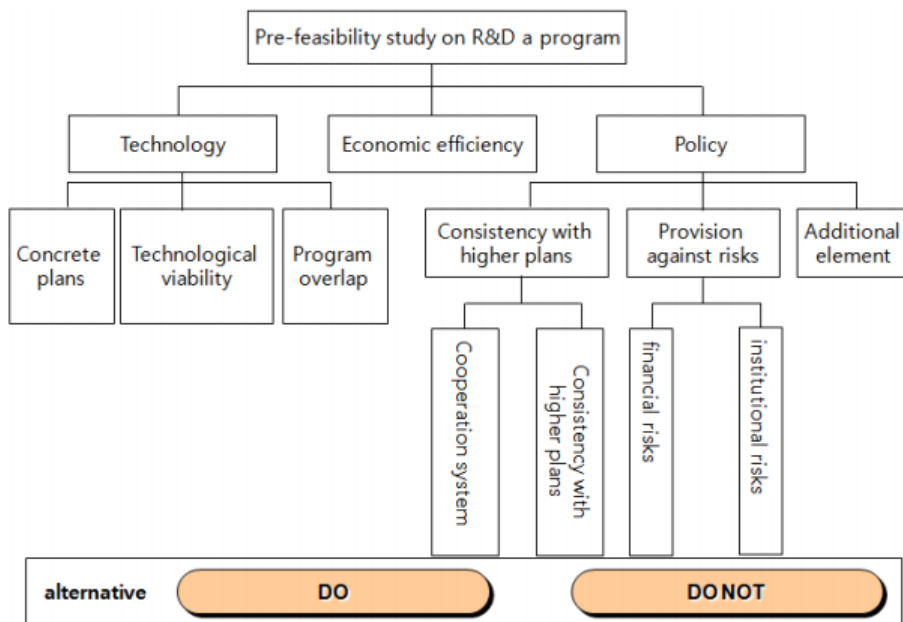 Pre-feasibility study on R&D a program
Technology
Economic efficiency
Policy
Concrete
plans
Technological
viability
Program
overlap
Consistency with
higher plans
Provision
against risks
Additional
element
Cooperation system
Consistency with
higher plans
financial risks
institutional risks
alternative
DO
DO NOT